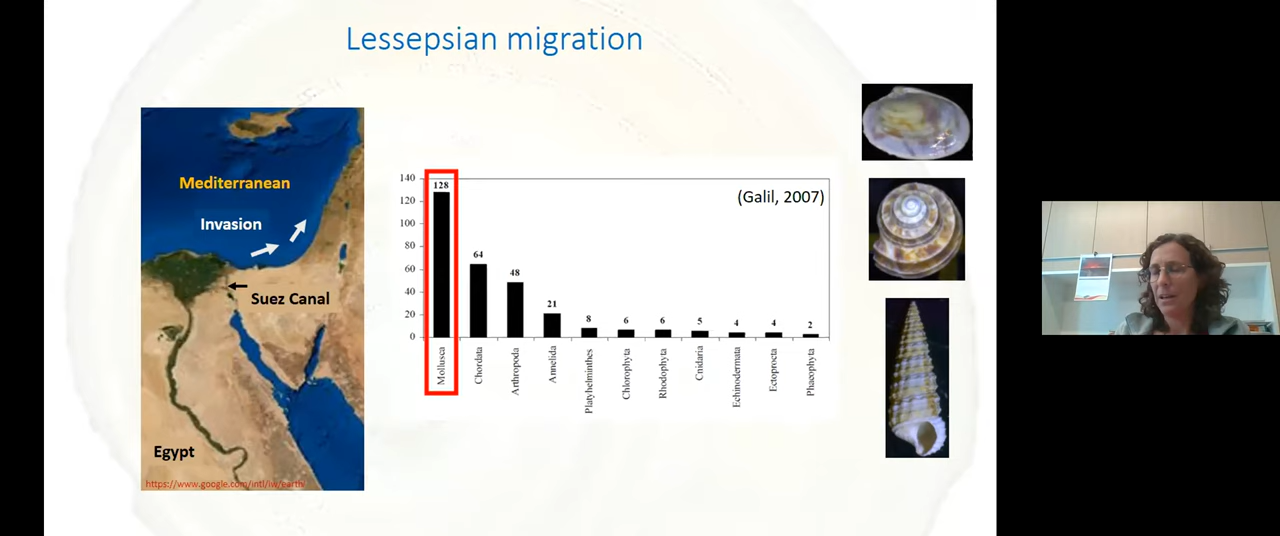 Lessepsian migration
Mediterranean
Invasion
Suez Canal
Egypt
https://www.google.com/intl/iw/earth/
(Galil, 2007)
140
120
100
80
60
40
20
0
128
64
48
21
8
6
6
5
4
4
2
Mollusca
Chordata
Arthropoda
Annelida
Platyhelminthes
Chlorophyta
Rhodophyta
Cnidaria
Echinodermata
Ectoprocta
Phaeophyta